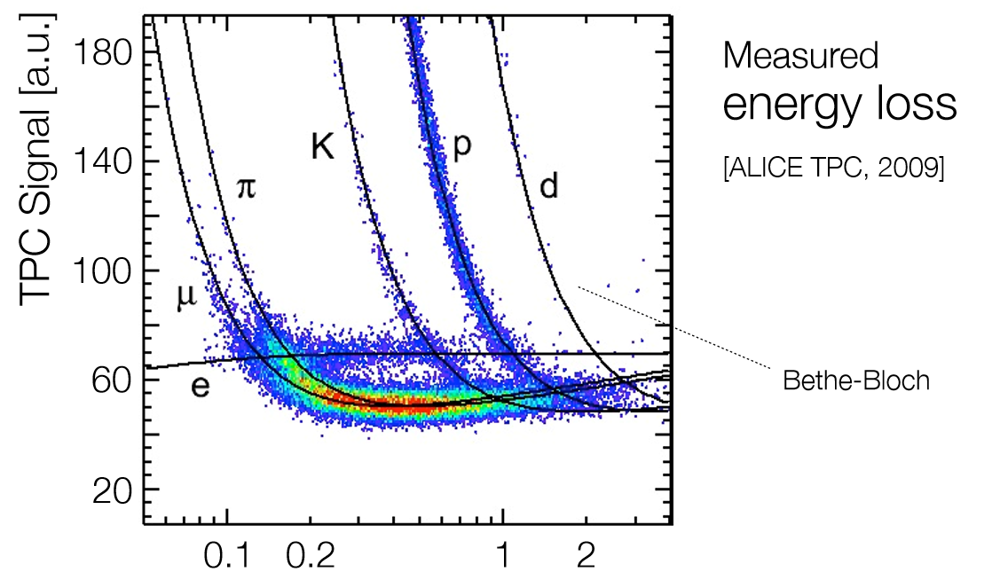 Measured
energy loss
[ALICE TPC, 2009]
TPC Signal [a.u.]
180
140
100
60
20
K
p
π
d
μ
e
Bethe-Bloch
0.1 0.2 1 2